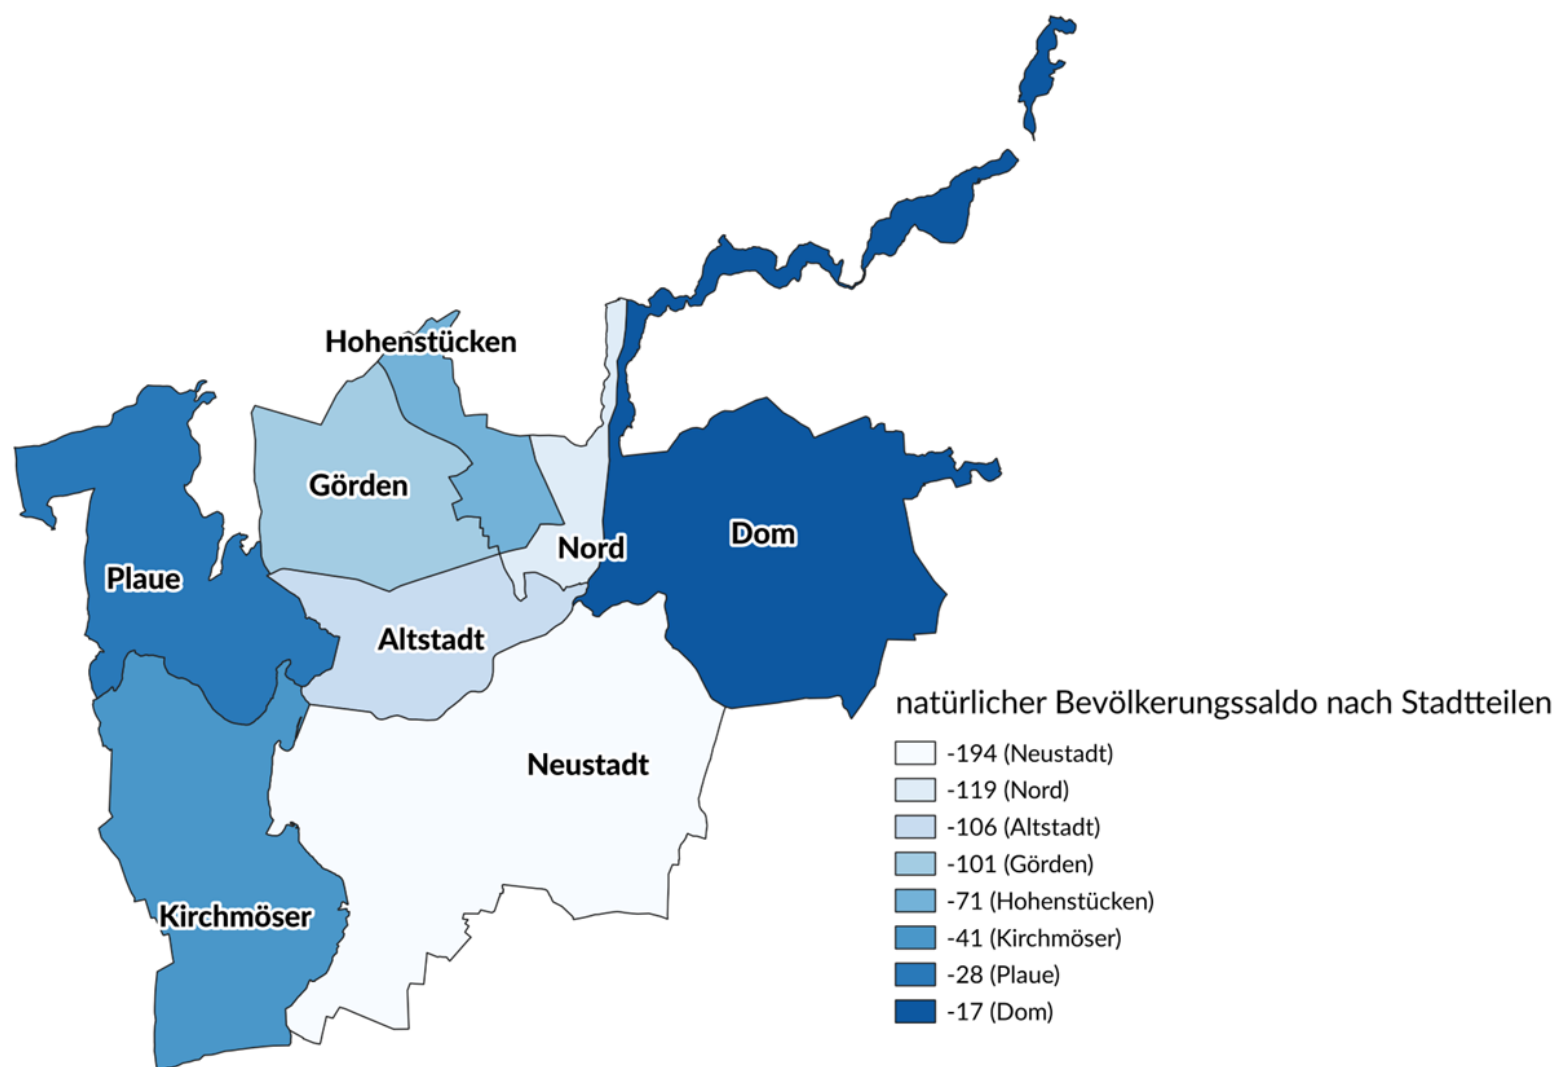 Hohenstücken
Görden
Nord
Dom
Plaue
Altstadt
Neustadt
Kirchmöser
natürlicher Bevölkerungssaldo nach Stadtteilen
-194 (Neustadt)
-119 (Nord)
-106 (Altstadt)
-101 (Görden)
-71 (Hohenstücken)
-41 (Kirchmöser)
-28 (Plaue)
-17 (Dom)